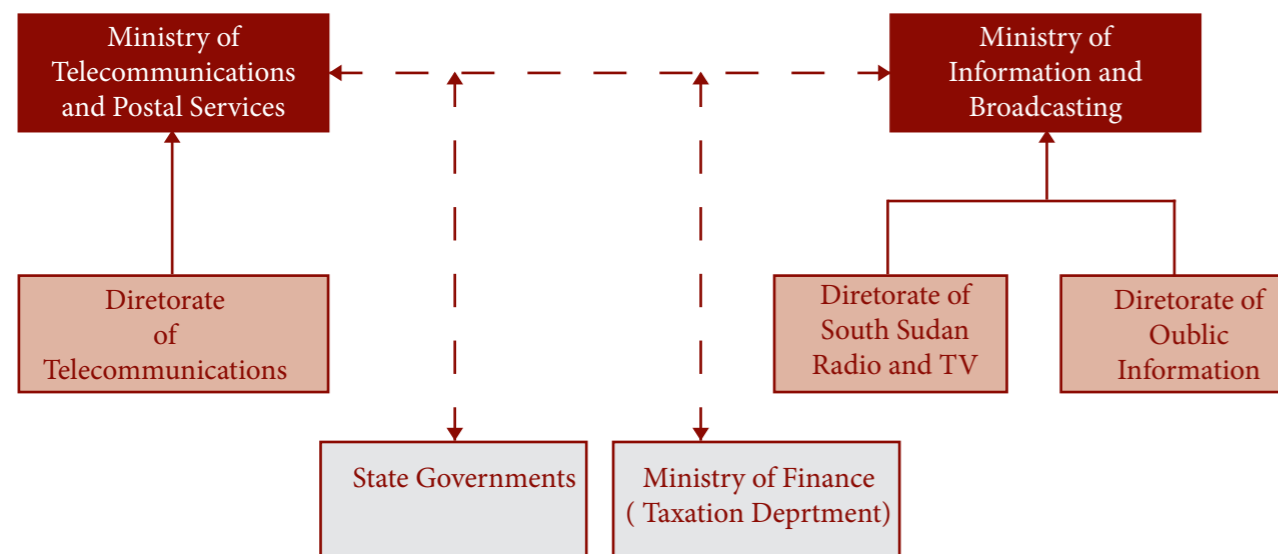 Ministry of
Telecommunications
and Postal Services
Ministry of
Information and
Broadcasting
Diretorate
of
Telecommunications
Diretorate of
South Sudan
Radio and TV
Diretorate of
Oublic
Information
State Governments
Ministry of Finance
( Taxation Deprtment)